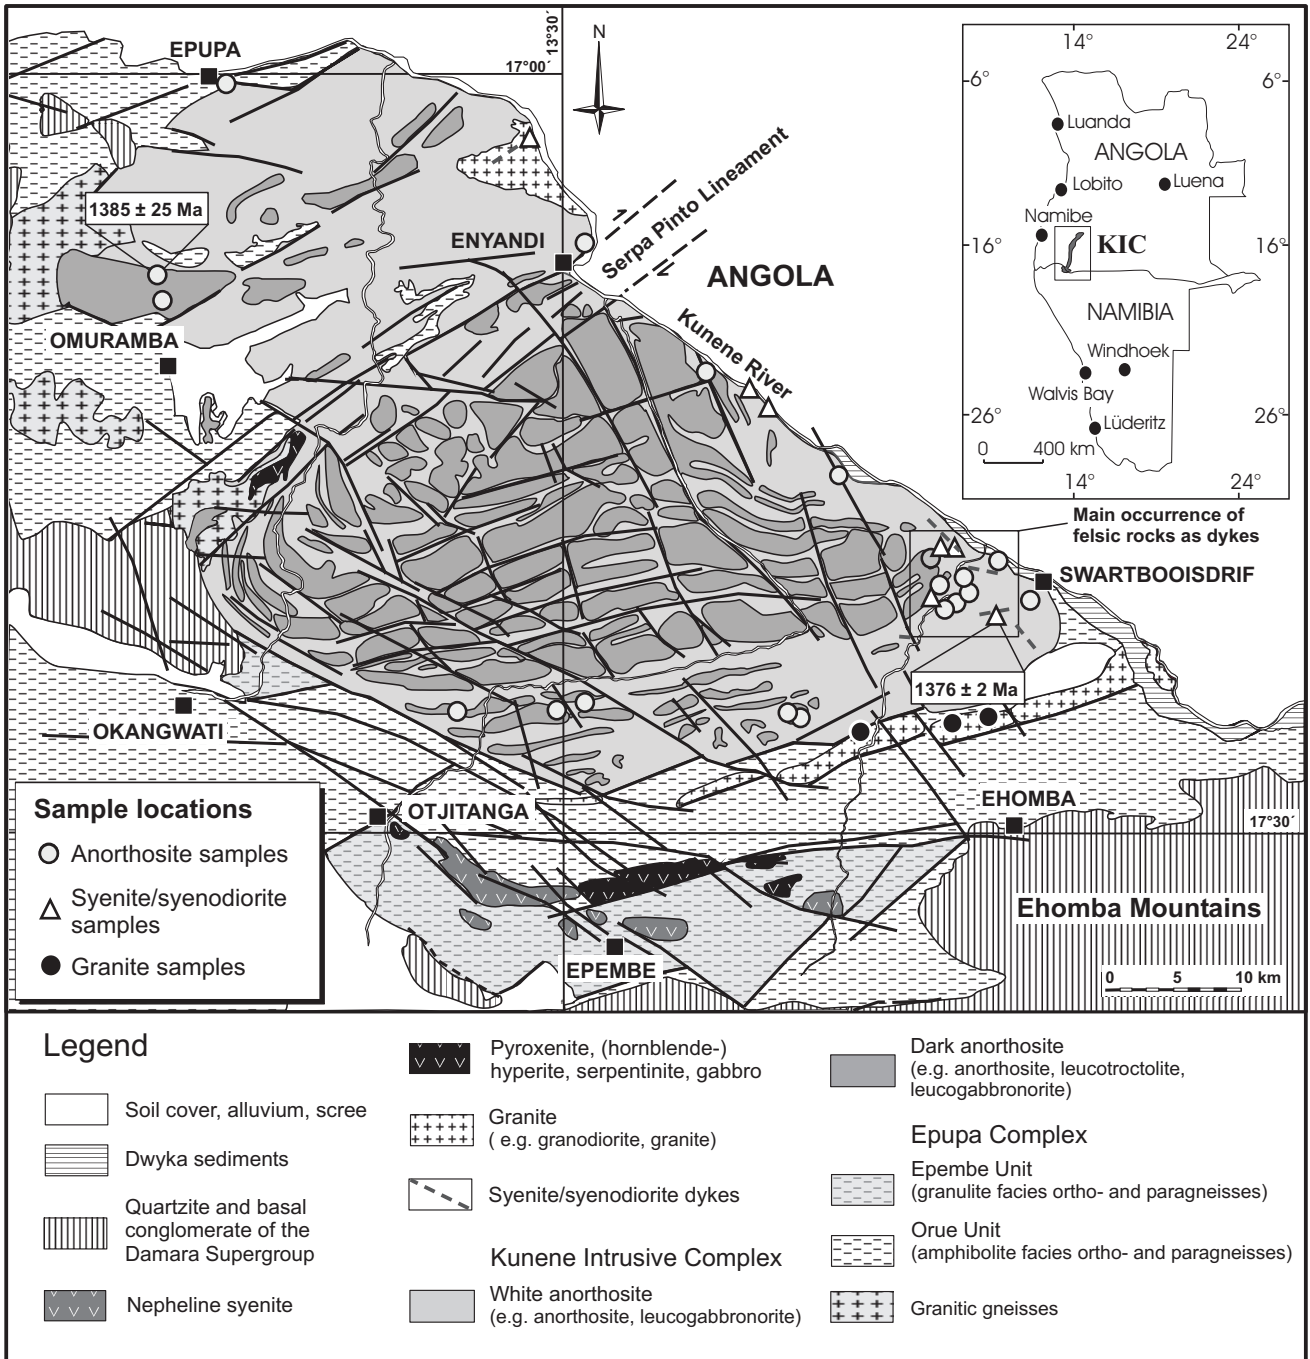 EPUPA
13°30´
17°00´
N
1385 ± 25 Ma
ENYANDI
Serpa Pinto Lineament
ANGOLA
OMURAMBA
Kunene River
14°
24°
6°
6°
Luanda
ANGOLA
Lobito
Luena
Namibe
16°
KIC
16°
NAMIBIA
Windhoek
Walvis Bay
26°
Lüderitz
26°
0
400 km
14°
24°
Main occurrence of
felsic rocks as dykes
SWARTBOOISDRIF
1376 ± 2 Ma
OKANGWATI
OTJITANGA
EHOMBA
17°30´
Sample locations
Anorthosite samples
Syenite/syenodiorite
samples
Granite samples
EPEMBE
Ehomba Mountains
0 5 10 km
Legend
Soil cover, alluvium, scree
Dwyka sediments
Quartzite and basal
conglomerate of the
Damara Supergroup
Nepheline syenite
Pyroxenite, (hornblende-)
hyperite, serpentinite, gabbro
Granite
( e.g. granodiorite, granite)
Syenite/syenodiorite dykes
Kunene Intrusive Complex
White anorthosite
(e.g. anorthosite, leucogabbronorite)
Dark anorthosite
(e.g. anorthosite, leucotroctolite,
leucogabbronorite)
Epupa Complex
Epembe Unit
(granulite facies ortho- and paragneisses)
Orue Unit
(amphibolite facies ortho- and paragneisses)
Granitic gneisses